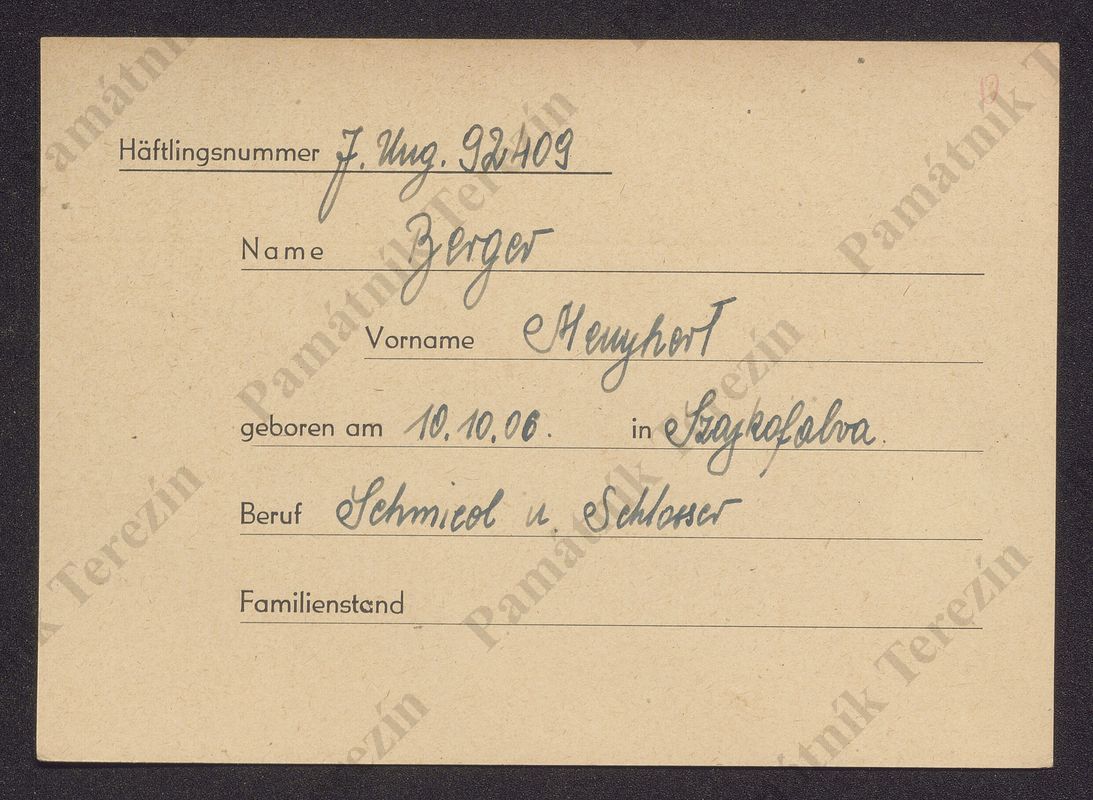 Häftlingsnummer J. Ung. 92409
Name Berger
Vorname Menyhert
geboren am 10.10.06. in Szajkofalva.
Beruf Schmied u. Schlosser
Familienstand
Památník Terezín